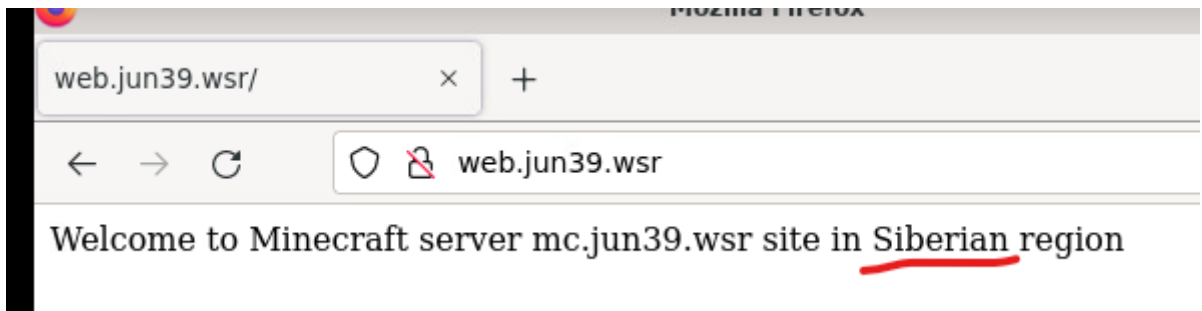 Mozilla Firefox
web.jun39.wsr/
web.jun39.wsr
Welcome to Minecraft server mc.jun39.wsr site in Siberian region